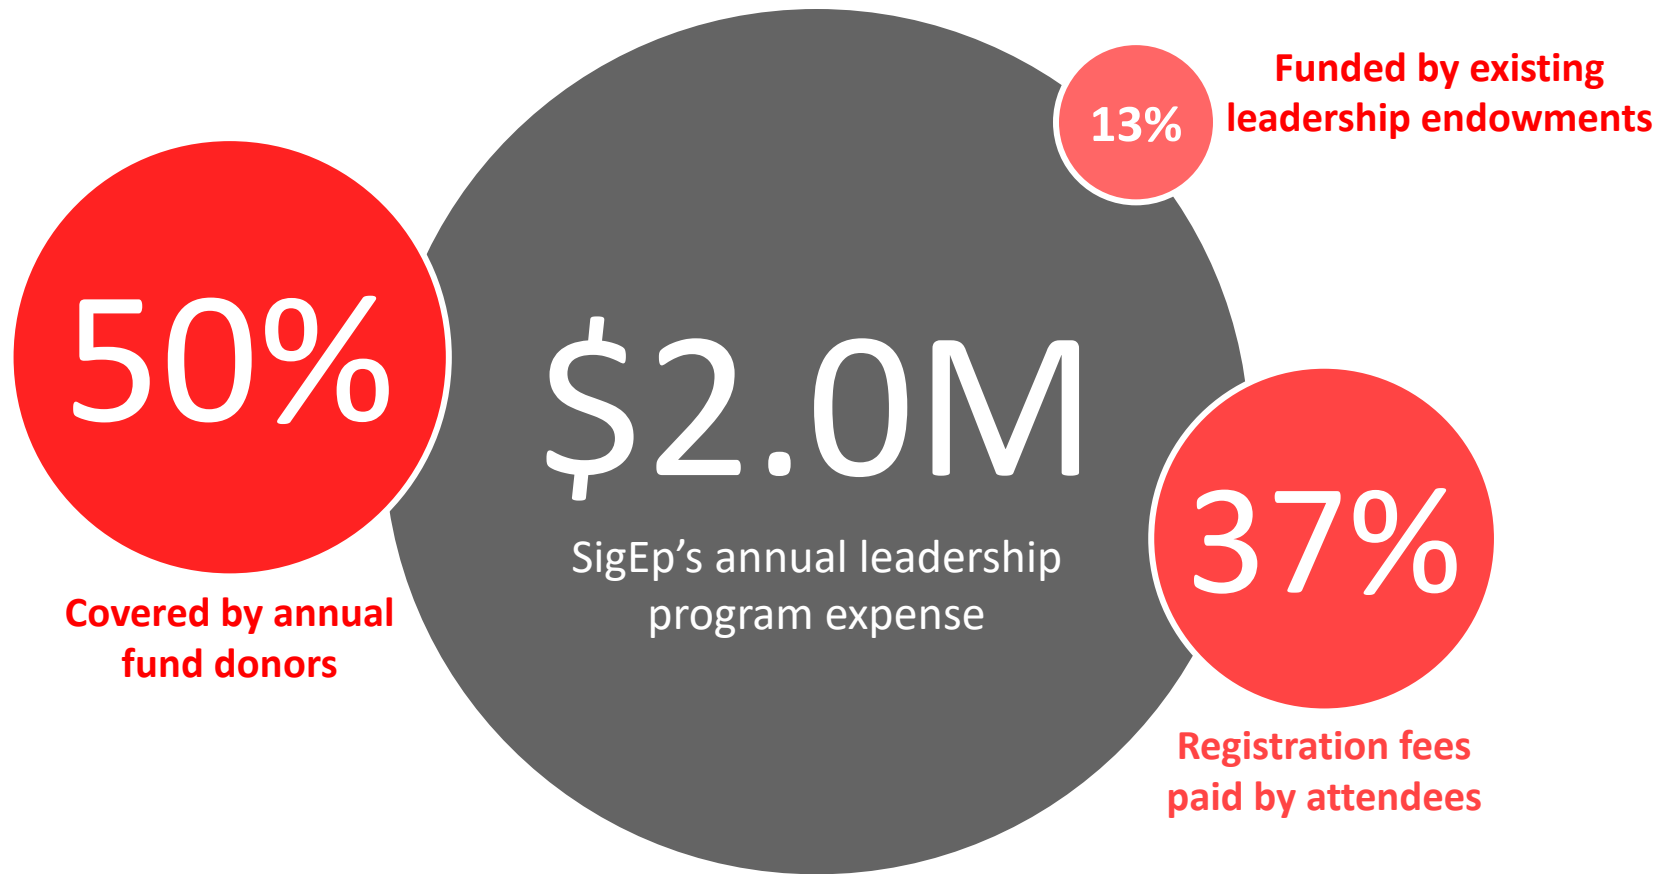 50%
Covered by annual
fund donors
$2.0M
SigEp’s annual leadership
program expense
13%
Funded by existing
leadership endowments
37%
Registration fees
paid by attendees